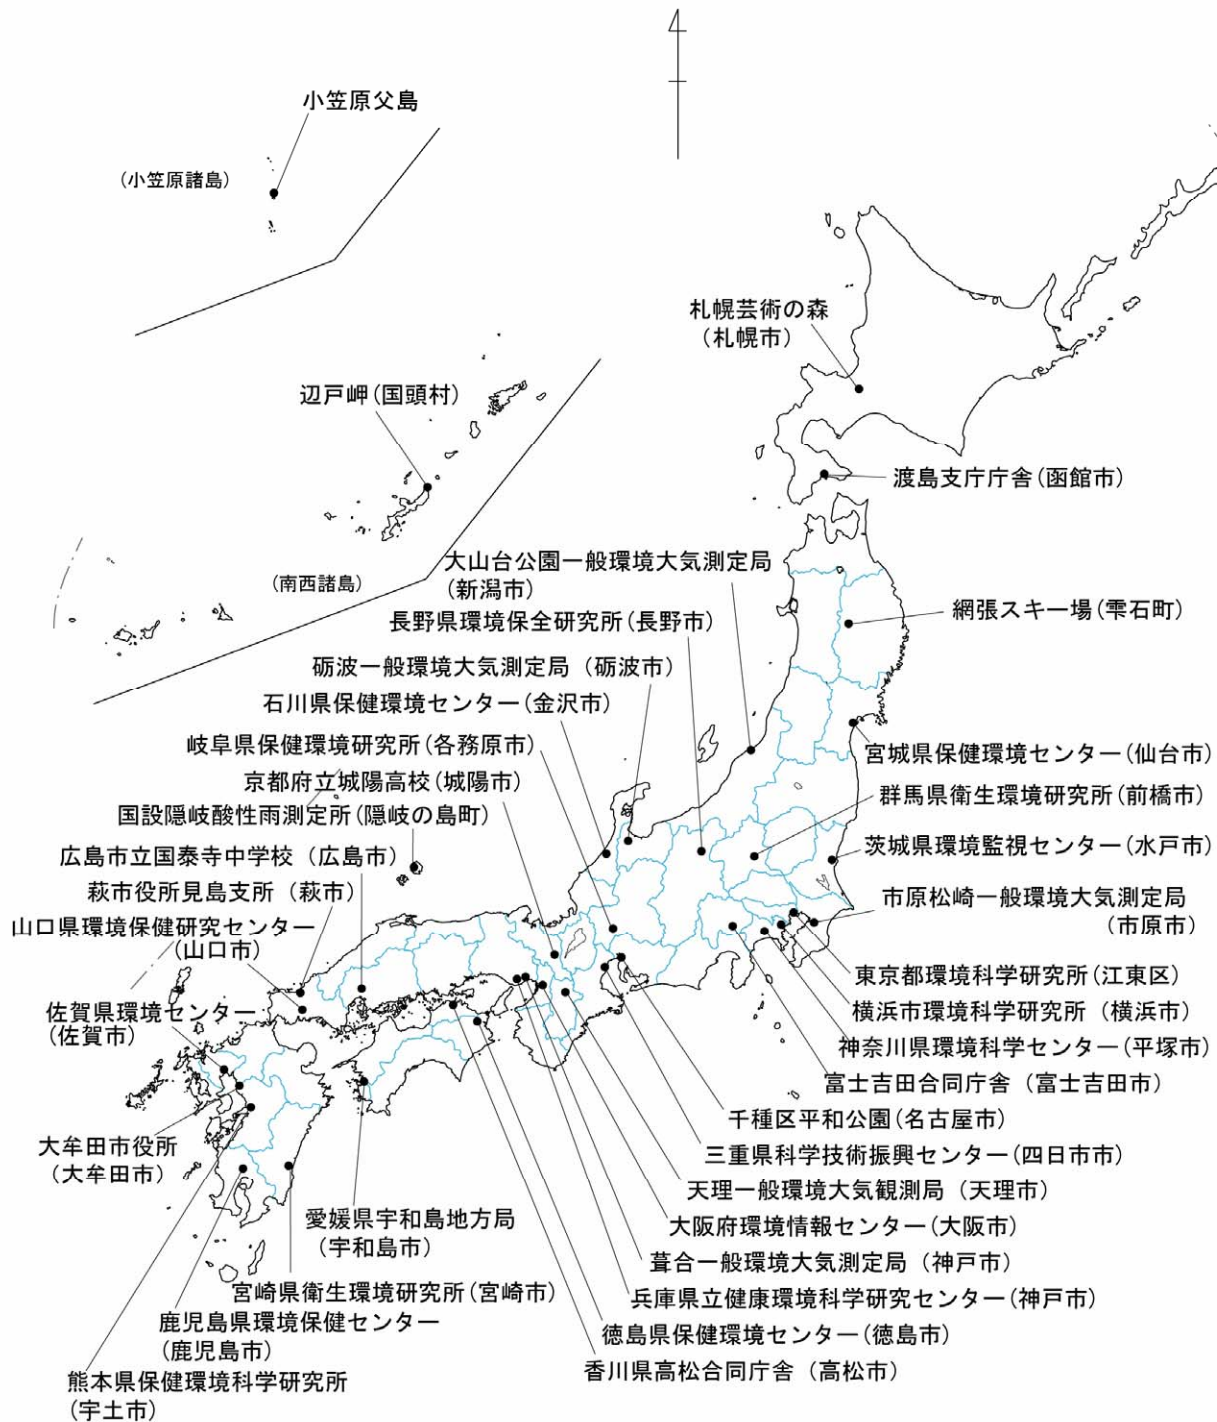 小笠原父島
(小笠原諸島)
札幌芸術の森
(札幌市)
辺戸岬(国頭村)
渡島支庁庁舎(函館市)
(南西諸島)
大山台公園一般環境大気測定局
(新潟市)
網張スキー場(雫石町)
長野県環境保全研究所(長野市)
砺波一般環境大気測定局(砺波市)
石川県保健環境センター(金沢市)
岐阜県保健環境研究所(各務原市)
宮城県保健環境センター(仙台市)
京都府立城陽高校(城陽市)
群馬県衛生環境研究所(前橋市)
国設隠岐酸性雨測定所(隠岐の島町)
茨城県環境監視センター(水戸市)
広島市立国泰寺中学校(広島市)
萩市役所見島支所(萩市)
市原松崎一般環境大気測定局
(市原市)
山口県環境保健研究センター
(山口市)
東京都環境科学研究所(江東区)
佐賀県環境センター
(佐賀市)
横浜市環境科学研究所(横浜市)
神奈川県環境科学センター(平塚市)
富士吉田合同庁舎(富士吉田市)
千種区平和公園(名古屋市)
大牟田市役所
(大牟田市)
三重県科学技術振興センター(四日市市)
天理一般環境大気観測局(天理市)
愛媛県宇和島地方局
(宇和島市)
大阪府環境情報センター(大阪市)
葺合一般環境大気測定局(神戸市)
宮崎県衛生環境研究所(宮崎市)
兵庫県立健康環境科学研究センター(神戸市)
鹿児島県環境保健センター
(鹿児島市)
徳島県保健環境センター(徳島市)
香川県高松合同庁舎(高松市)
熊本県保健環境科学研究所
(宇土市)